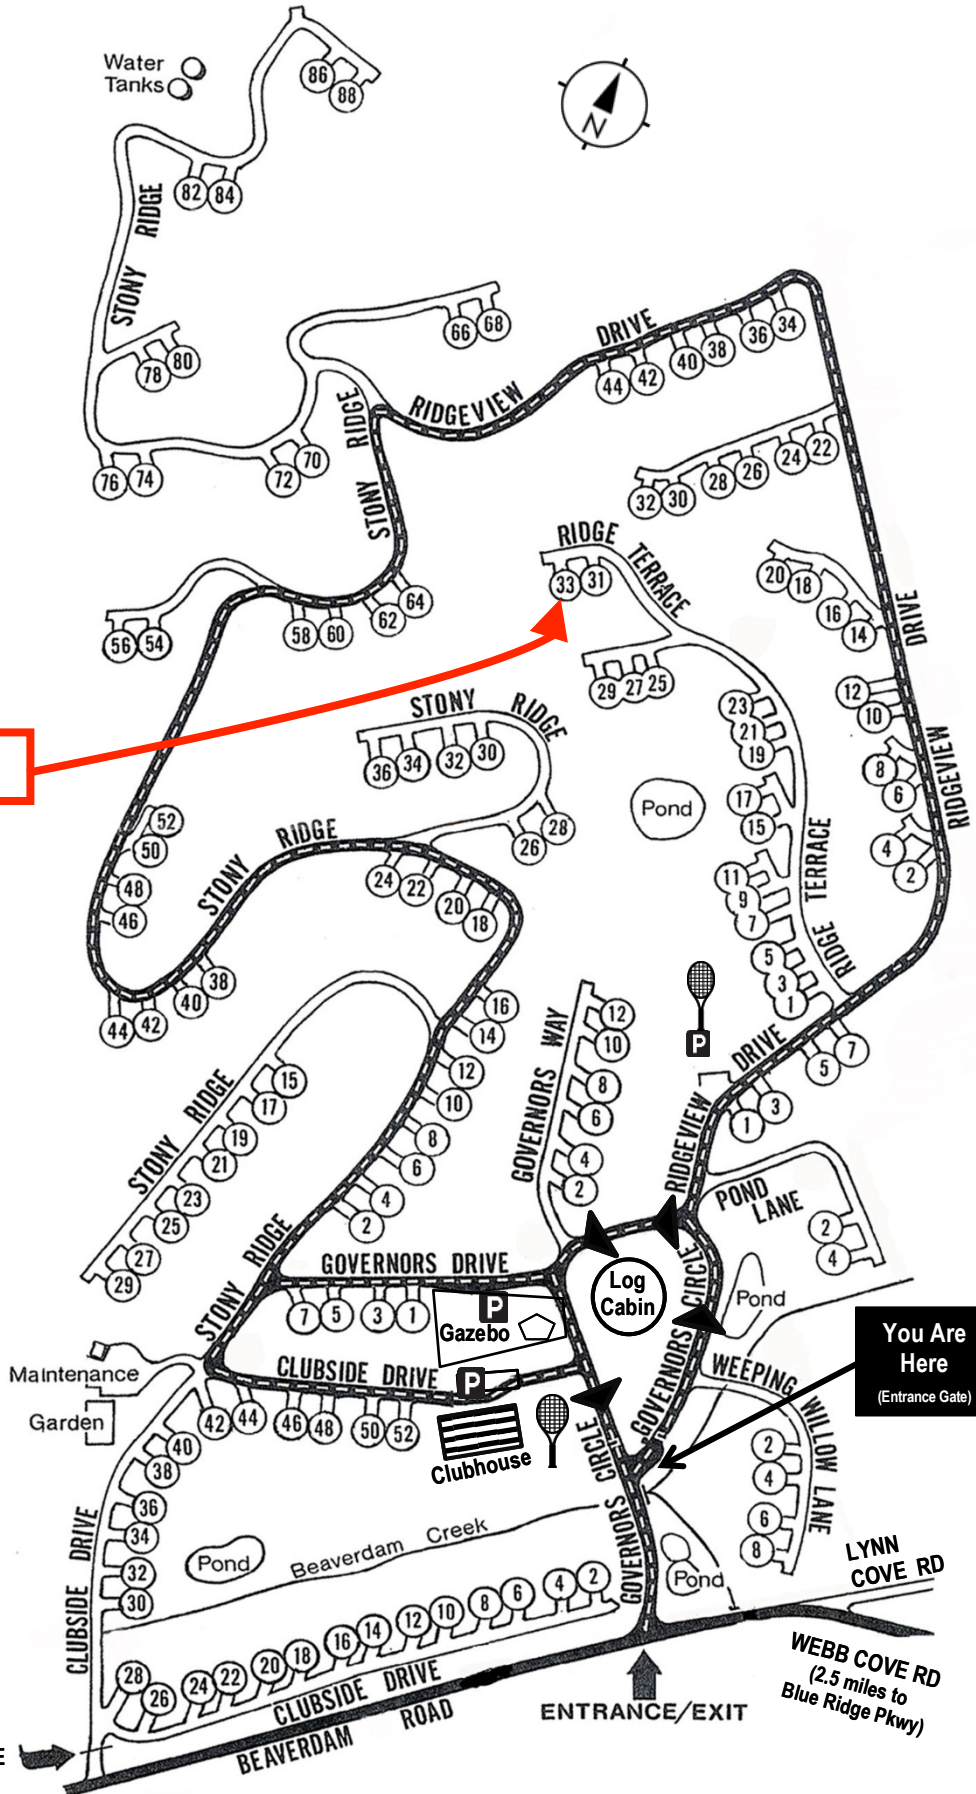 Water
Tanks
86
88
N
82
84
STONY RIDGE
66
68
78
80
DRIVE
44
42
40
38
36
34
RIDGEVIEW
STONY RIDGE
76
74
72
70
32
30
28
26
24
22
RIDGE TERRACE
33
31
20
18
16
14
DRIVE
56
54
58
60
62
64
29
27
25
12
10
23
21
19
STONY RIDGE
36
34
32
30
RIDGEVIEW
8
6
Pond
17
15
52
50
28
26
4
2
STONY RIDGE
24
22
20
18
11
9
7
RIDGE TERRACE
48
46
5
3
1
38
40
42
44
P
16
14
GOVERNORS WAY
12
10
8
6
4
2
RIDGEVIEW DRIVE
7
5
3
1
12
10
8
6
4
2
STONY RIDGE
15
17
19
21
23
25
27
29
POND
LANE
2
4
STONY RIDGE
GOVERNORS DRIVE
7
5
3
1
P
Gazebo
Log
Cabin
GOVERNORS CIRCLE
Pond
You Are
Here
(Entrance Gate)
Maintenance
Garden
CLUBSIDE DRIVE
P
42
44
46
48
50
52
Clubhouse
WEEPING WILLOW LANE
2
4
6
8
GOVERNORS CIRCLE
40
38
36
34
32
30
CLUBSIDE DRIVE
Pond
Beaverdam Creek
Pond
LYNN
COVE RD
28
26
24
22
20
18
16
14
12
10
8
6
4
2
CLUBSIDE DRIVE
BEAVERDAM ROAD
ENTRANCE/EXIT
WEBB COVE RD
(2.5 miles to
Blue Ridge Pkwy)
E